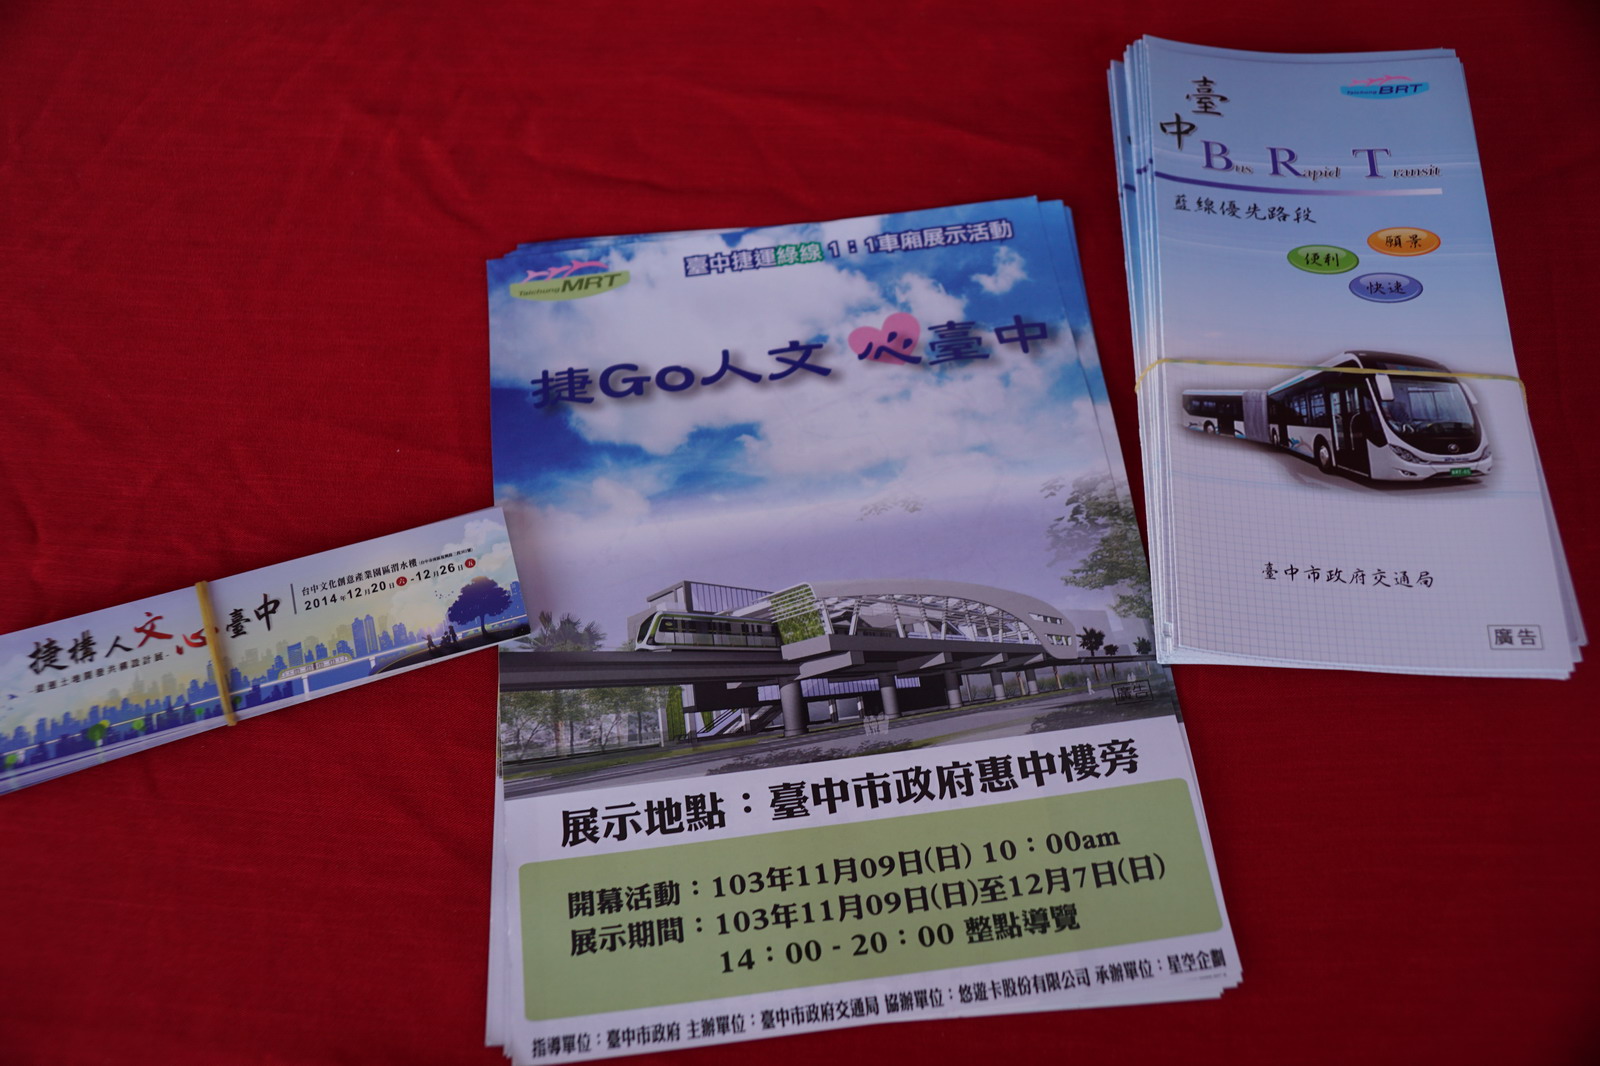 捷構人文心臺中
台中文化創意產業園區渭水樓
2014年12月20日六-12月26日五
Taichung MRT
臺中捷運綠線1：1車廂展示活動
捷Go人文 心臺中
廣告
展示地點：臺中市政府惠中樓旁
開幕活動：103年11月09日(日) 10：00am
展示期間：103年11月09日(日)至12月7日(日)
14：00 - 20：00 整點導覽
指導單位：臺中市政府 主辦單位：臺中市政府交通局 協辦單位：悠遊卡股份有限公司 承辦單位：星空企劃
Taichung BRT
臺中
Bus Rapid Transit
藍線優先路段
願景
便利
快速
臺中市政府交通局
廣告